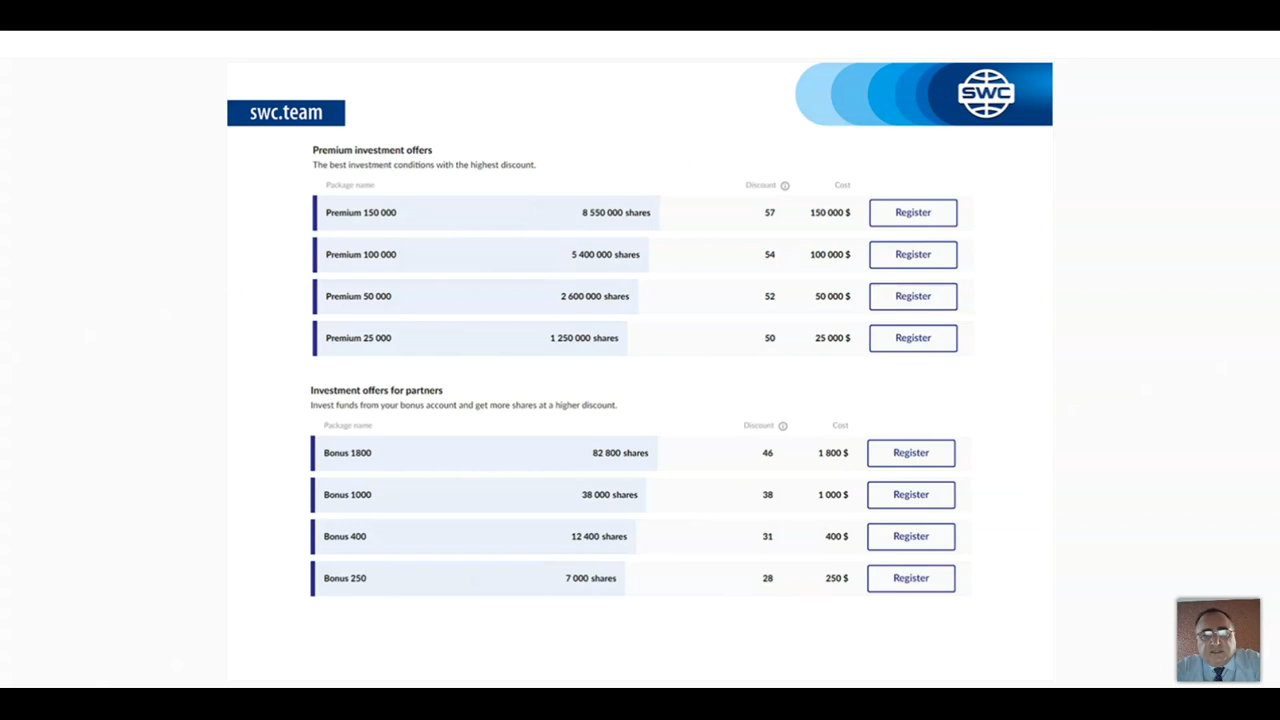 swc.team
SWC
Premium investment offers
The best investment conditions with the highest discount.
Package name Discount Cost
Premium 150 000 8 550 000 shares 57 150 000 $ Register
Premium 100 000 5 400 000 shares 54 100 000 $ Register
Premium 50 000 2 600 000 shares 52 50 000 $ Register
Premium 25 000 1 250 000 shares 50 25 000 $ Register
Investment offers for partners
Invest funds from your bonus account and get more shares at a higher discount.
Package name Discount Cost
Bonus 1800 82 800 shares 46 1 800 $ Register
Bonus 1000 38 000 shares 38 1 000 $ Register
Bonus 400 12 400 shares 31 400 $ Register
Bonus 250 7 000 shares 28 250 $ Register